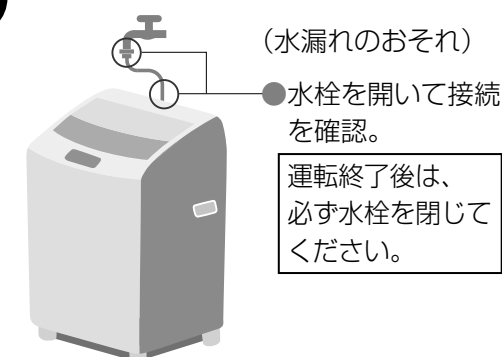 （水漏れのおそれ）
●水栓を開いて接続
を確認。
運転終了後は、
必ず水栓を閉じて
ください。